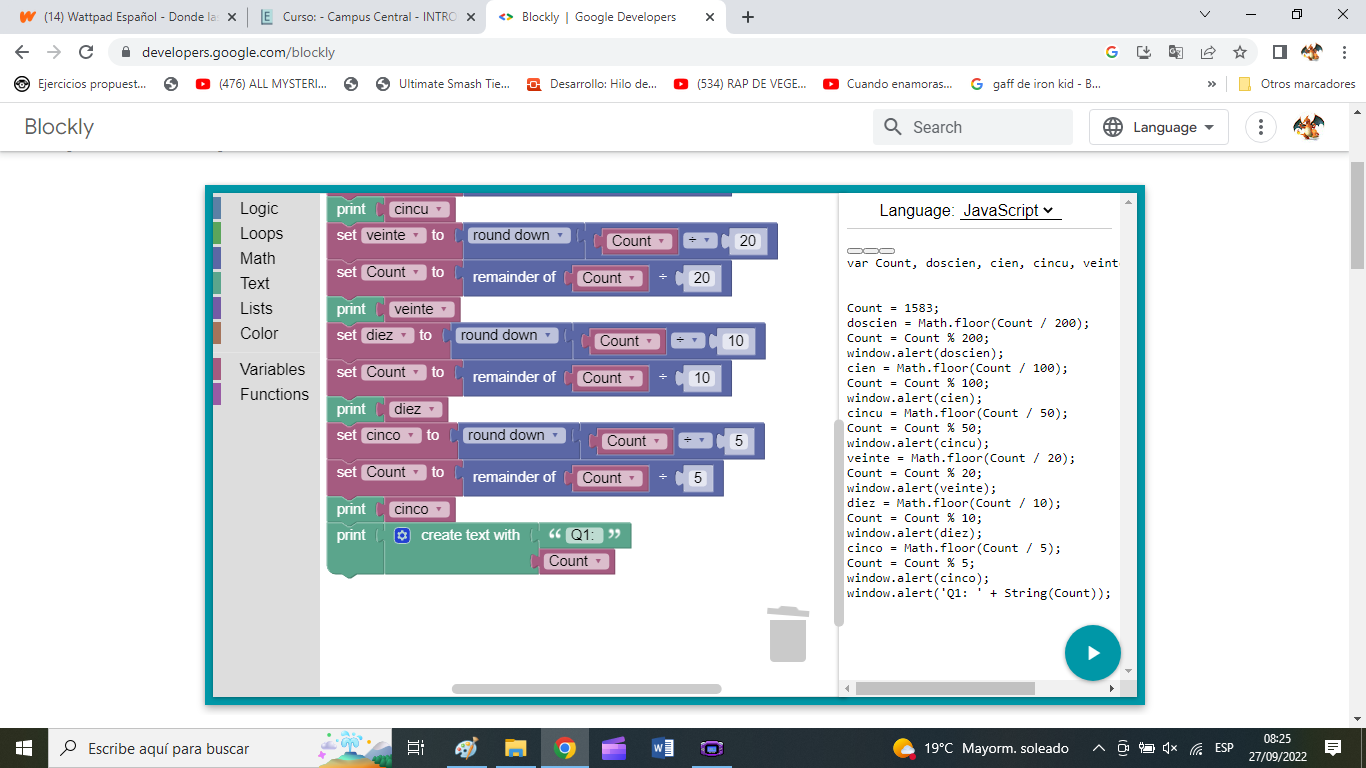 (14) Wattpad Español - Donde la
Curso: - Campus Central - INTRO
Blockly | Google Developers
developers.google.com/blockly
Ejercicios propuest...
(476) ALL MYSTERI...
Ultimate Smash Tie...
Desarrollo: Hilo de...
(534) RAP DE VEGE...
Cuando enamoras...
gaff de iron kid - B...
»
Otros marcadores
Blockly
Search
Language
Logic
Loops
Math
Text
Lists
Color
Variables
Functions
print cincu
set veinte to round down Count ÷ 20
set Count to remainder of Count ÷ 20
print veinte
set diez to round down Count ÷ 10
set Count to remainder of Count ÷ 10
print diez
set cinco to round down Count ÷ 5
set Count to remainder of Count ÷ 5
print cinco
print create text with “ Q1: ”
Count
Language: JavaScript
var Count, doscien, cien, cincu, veint
Count = 1583;
doscien = Math.floor(Count / 200);
Count = Count % 200;
window.alert(doscien);
cien = Math.floor(Count / 100);
Count = Count % 100;
window.alert(cien);
cincu = Math.floor(Count / 50);
Count = Count % 50;
window.alert(cincu);
veinte = Math.floor(Count / 20);
Count = Count % 20;
window.alert(veinte);
diez = Math.floor(Count / 10);
Count = Count % 10;
window.alert(diez);
cinco = Math.floor(Count / 5);
Count = Count % 5;
window.alert(cinco);
window.alert('Q1: ' + String(Count));
Escribe aquí para buscar
19°C Mayorm. soleado
ESP
08:25
27/09/2022